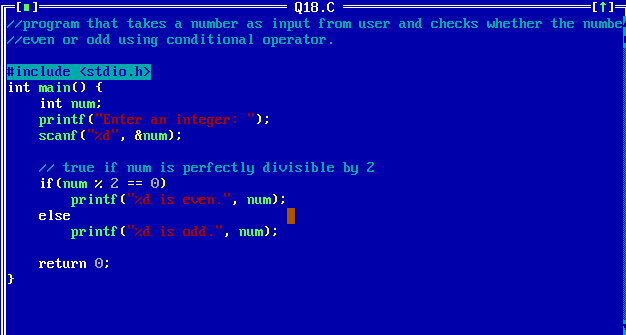 [■] Q18.C [↑]
//program that takes a number as input from user and checks whether the numbe
//even or odd using conditional operator.
#include <stdio.h>
int main() {
    int num;
    printf("Enter an integer: ");
    scanf("%d", &num);
    // true if num is perfectly divisible by 2
    if(num % 2 == 0)
        printf("%d is even.", num);
    else
        printf("%d is odd.", num);
    return 0;
}